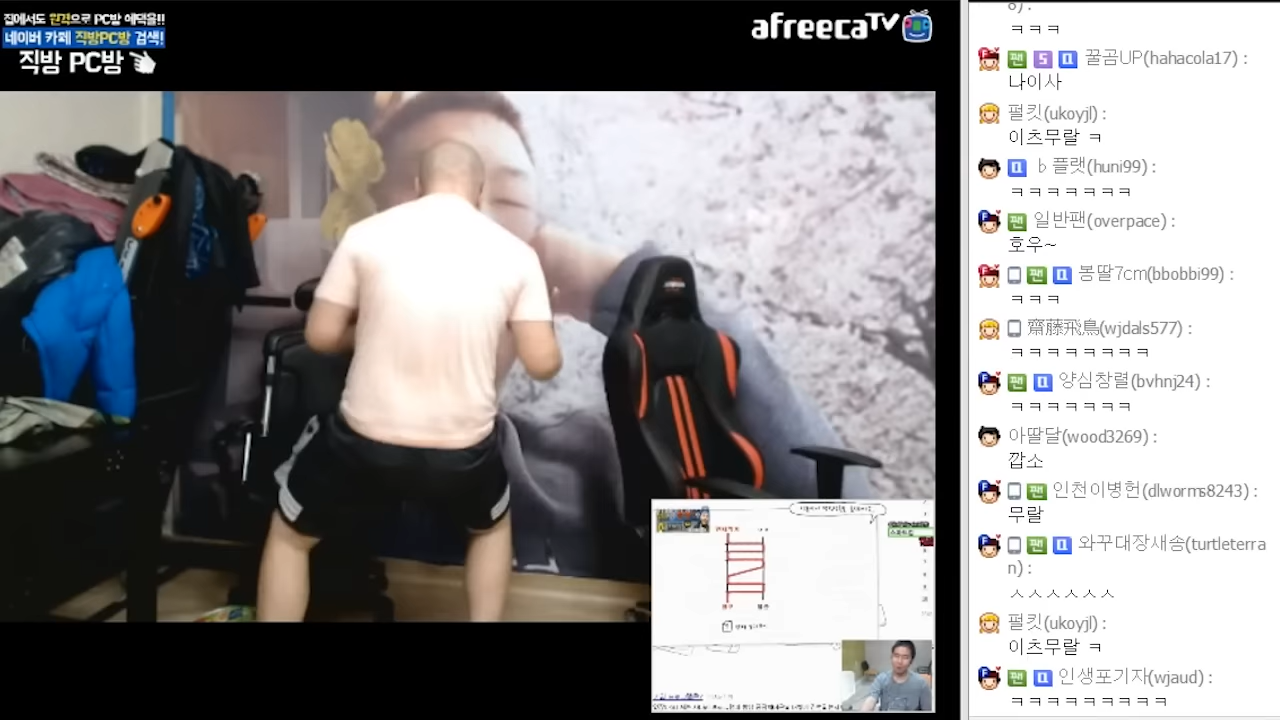 집에서도 원격으로 PC방 혜택을!!
네이버 카페 직방PC방 검색!
직방 PC방
afreecaTV
ㅋㅋㅋ
꿀곰UP(hahacola17) :
나이사
펄킷(ukoyjl) :
이츠무랄 ㅋ
♭플랫(huni99) :
ㅋㅋㅋㅋㅋㅋㅋ
일반팬(overpace) :
호우~
봉딸7cm(bbobbi99) :
ㅋㅋㅋ
齋藤飛鳥(wjdals577) :
ㅋㅋㅋㅋㅋㅋㅋㅋ
양심창렬(bvhnj24) :
ㅋㅋㅋㅋㅋㅋㅋ
아딸달(wood3269) :
깝소
인천이병헌(dlworms8243) :
무랄
와꾸대장새송(turtleterra
n) :
ㅅㅅㅅㅅㅅㅅ
펄킷(ukoyjl) :
이츠무랄 ㅋ
인생포기자(wjaud) :
ㅋㅋㅋㅋㅋㅋㅋㅋㅋ